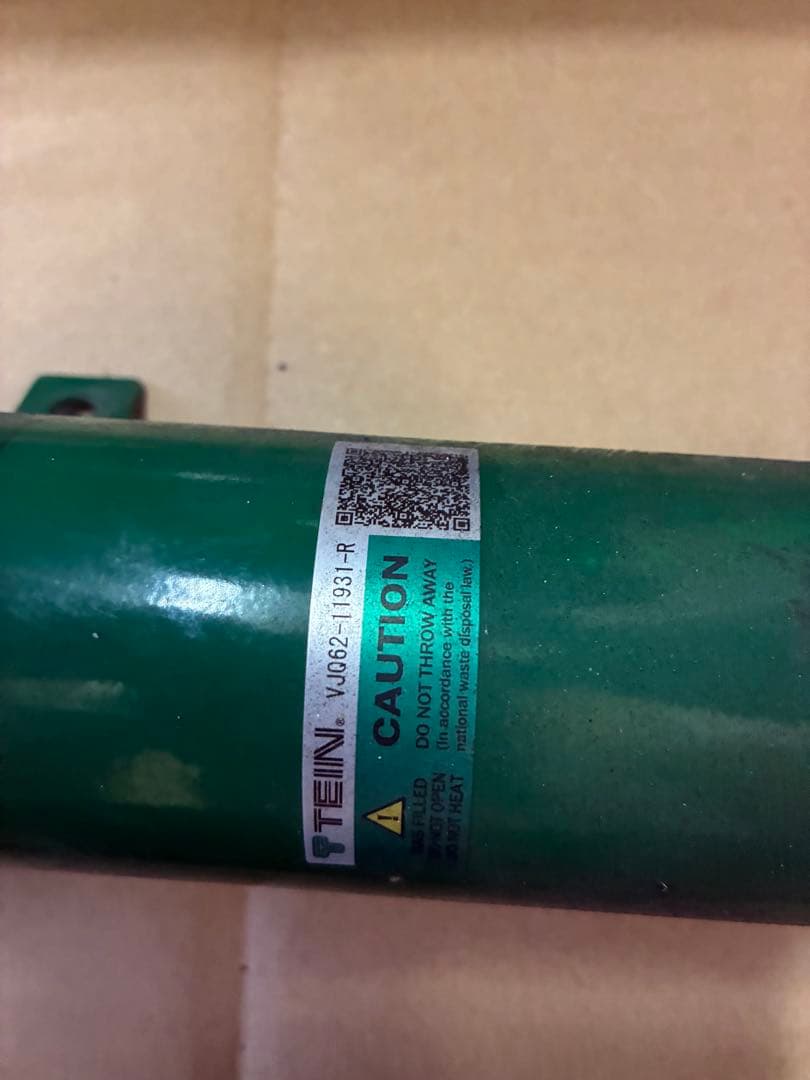 TEIN® VJQ62-11931-R
CAUTION
GAS FILLED
DO NOT OPEN
DO NOT HEAT
DO NOT THROW AWAY
(In accordance with the
national waste disposal law.)